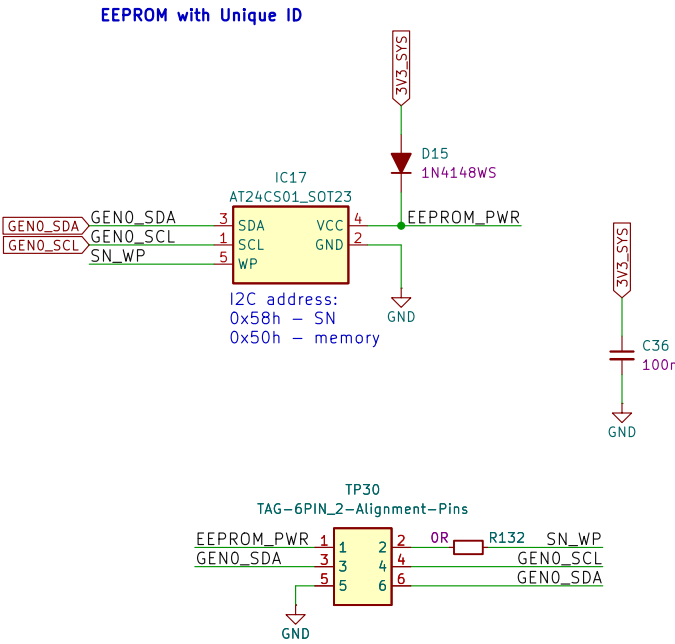 EEPROM with Unique ID
3V3_SYS
D15
1N4148WS
IC17
AT24CS01_SOT23
GEN0_SDA
GEN0_SDA
3 SDA
VCC 4
EEPROM_PWR
GEN0_SCL
GEN0_SCL
1 SCL
GND 2
SN_WP
5 WP
3V3_SYS
I2C address:
0x58h - SN
0x50h - memory
GND
C36
GND
TP30
TAG-6PIN_2-Alignment-Pins
EEPROM_PWR 1 1 2 2 0R R132 SN_WP
GEN0_SDA 3 3 4 4 GEN0_SCL
5 5 6 6 GEN0_SDA
GND